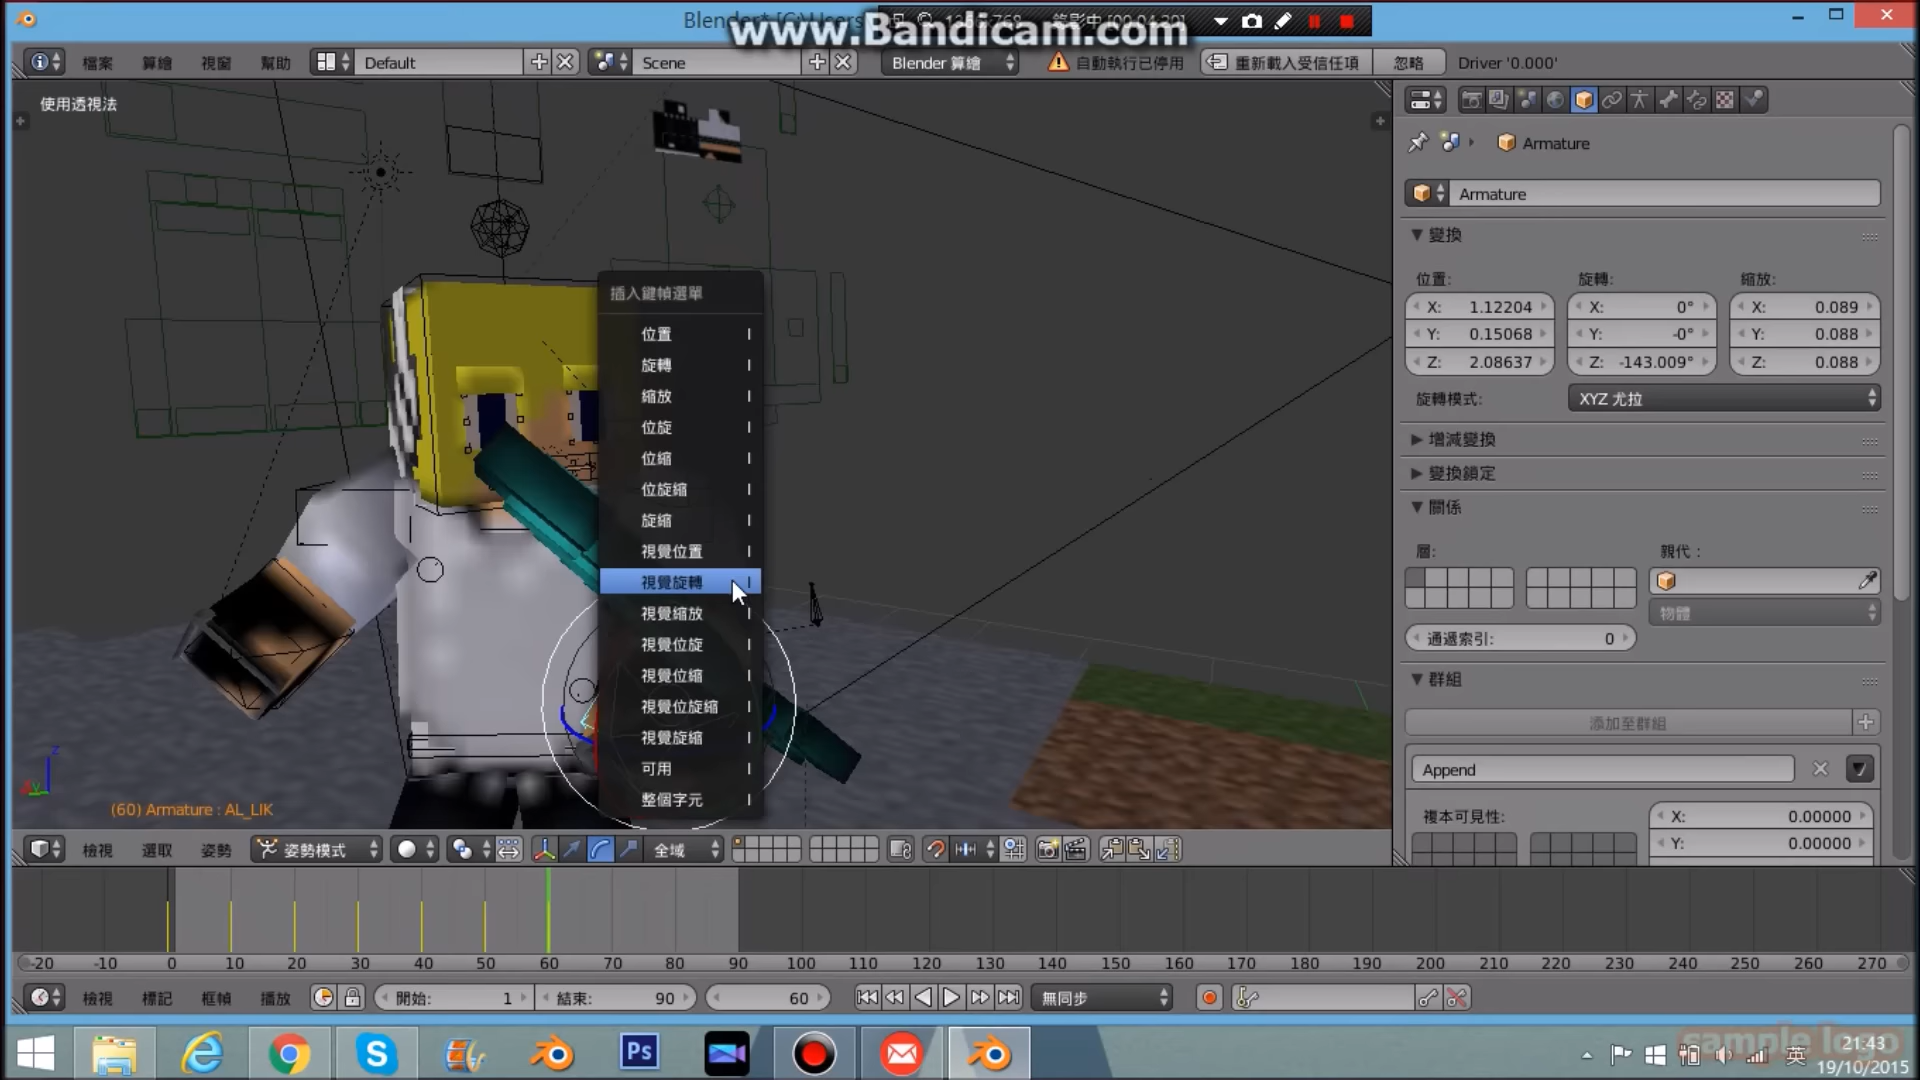 Blender* [C:\Users
www.Bandicam.com
檔案 算繪 視窗 幫助 Default Scene Blender 算繪 自動執行已停用 重新載入受信任項 忽略 Driver '0.000'
使用透視法
Armature
Armature
變換
位置: 旋轉: 縮放:
X: 1.12204 X: 0° X: 0.089
Y: 0.15068 Y: -0° Y: 0.088
Z: 2.08637 Z: -143.009° Z: 0.088
旋轉模式: XYZ 尤拉
增減變換
變換鎖定
關係
層: 親代:
物體
通過索引: 0
群組
添加至群組
Append
複本可見性: X: 0.00000
Y: 0.00000
插入鍵幀選單
位置 I
旋轉 I
縮放 I
位旋 I
位縮 I
位旋縮 I
旋縮 I
視覺位置 I
視覺旋轉 I
視覺縮放 I
視覺位旋 I
視覺位縮 I
視覺位旋縮 I
視覺旋縮 I
可用 I
整個字元 I
z
y
(60) Armature : AL_LIK
檢視 選取 姿勢 姿勢模式 全域
-20 -10 0 10 20 30 40 50 60 70 80 90 100 110 120 130 140 150 160 170 180 190 200 210 220 230 240 250 260 270
檢視 標記 框幀 播放 開始: 1 結束: 90 60 無同步
Ps
英
sample logo
21:43
19/10/2015